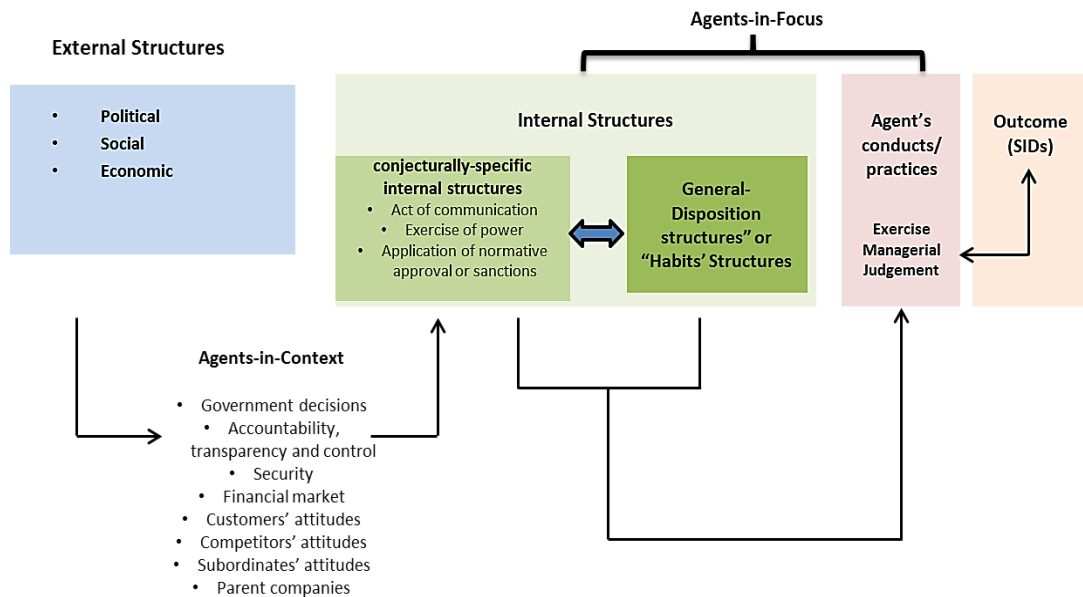 Agents-in-Focus
External Structures
• Political
• Social
• Economic
Internal Structures
conjecturally-specific
internal structures
• Act of communication
• Exercise of power
• Application of normative
approval or sanctions
General-
Disposition
structures” or
“Habits’ Structures
Agent’s
conducts/
practices
Exercise
Managerial
Judgement
Outcome
(SIDs)
Agents-in-Context
• Government decisions
• Accountability,
transparency and control
• Security
• Financial market
• Customers’ attitudes
• Competitors’ attitudes
• Subordinates’ attitudes
• Parent companies